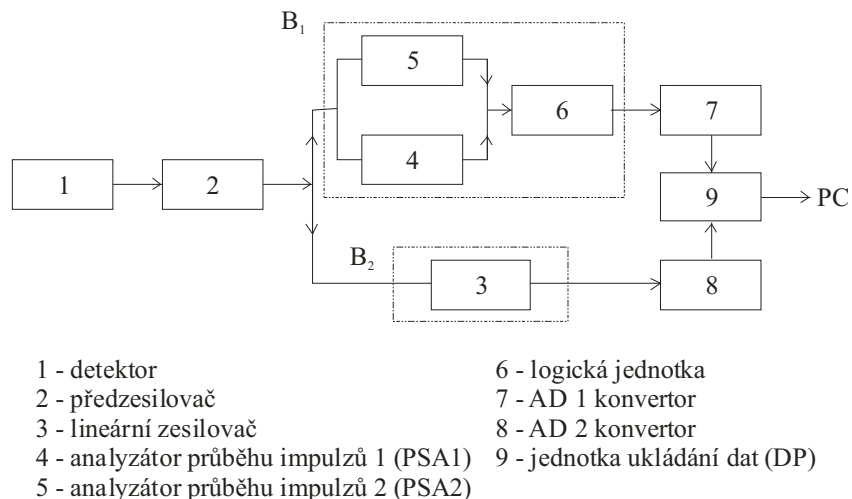 B₁
5
6
7
4
1
2
9
PC
B₂
3
8
1 - detektor
2 - předzesilovač
3 - lineární zesilovač
4 - analyzátor průběhu impulzů 1 (PSA1)
5 - analyzátor průběhu impulzů 2 (PSA2)
6 - logická jednotka
7 - AD 1 konvertor
8 - AD 2 konvertor
9 - jednotka ukládání dat (DP)